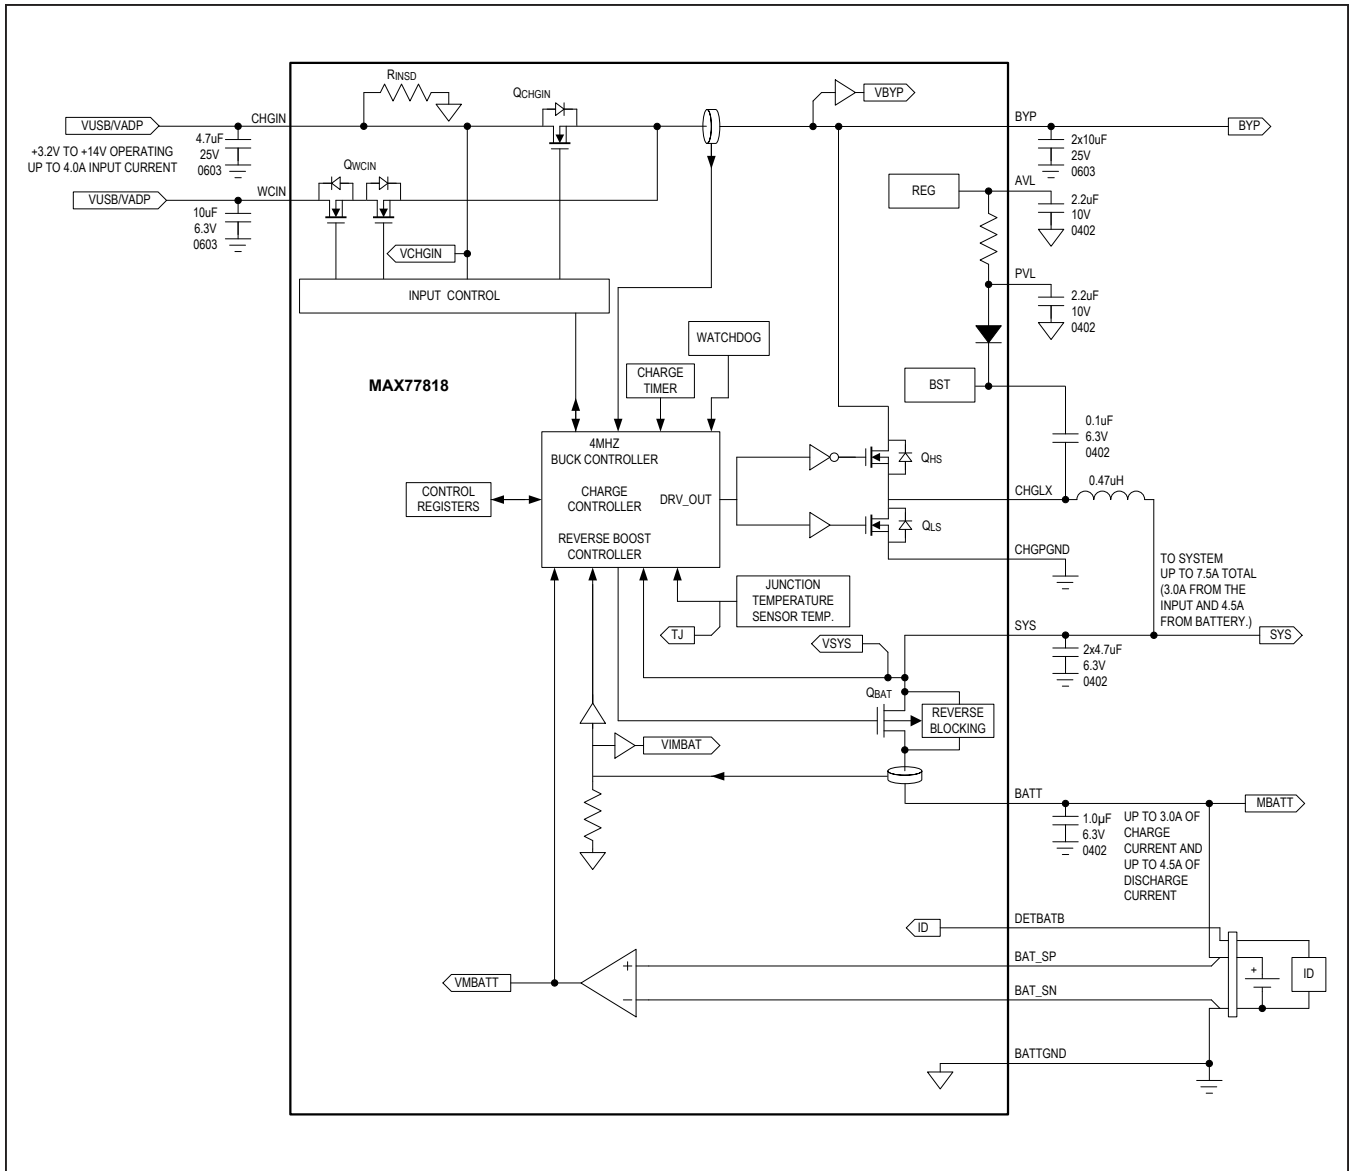 RINSD
QCHGIN
VBYP
VUSB/VADP
CHGIN
BYP
BYP
4.7uF
25V
0603
+3.2V TO +14V OPERATING
UP TO 4.0A INPUT CURRENT
2x10uF
25V
0603
QWCIN
WCIN
VUSB/VADP
10uF
6.3V
0603
REG
AVL
2.2uF
10V
0402
VCHGIN
INPUT CONTROL
PVL
2.2uF
10V
0402
WATCHDOG
MAX77818
CHARGE
TIMER
BST
0.1uF
6.3V
0402
4MHZ
BUCK CONTROLLER
CHARGE
CONTROLLER
DRV_OUT
REVERSE BOOST
CONTROLLER
QHS
CONTROL
REGISTERS
CHGLX
0.47uH
QLS
CHGPGND
TO SYSTEM
UP TO 7.5A TOTAL
(3.0A FROM THE
INPUT AND 4.5A
FROM BATTERY.)
JUNCTION
TEMPERATURE
SENSOR TEMP.
TJ
VSYS
SYS
SYS
2x4.7uF
6.3V
0402
QBAT
REVERSE
BLOCKING
VIMBAT
BATT
MBATT
1.0µF
6.3V
0402
UP TO 3.0A OF
CHARGE
CURRENT AND
UP TO 4.5A OF
DISCHARGE
CURRENT
ID
DETBATB
BAT_SP
+
+
ID
VMBATT
BAT_SN
−
BATTGND